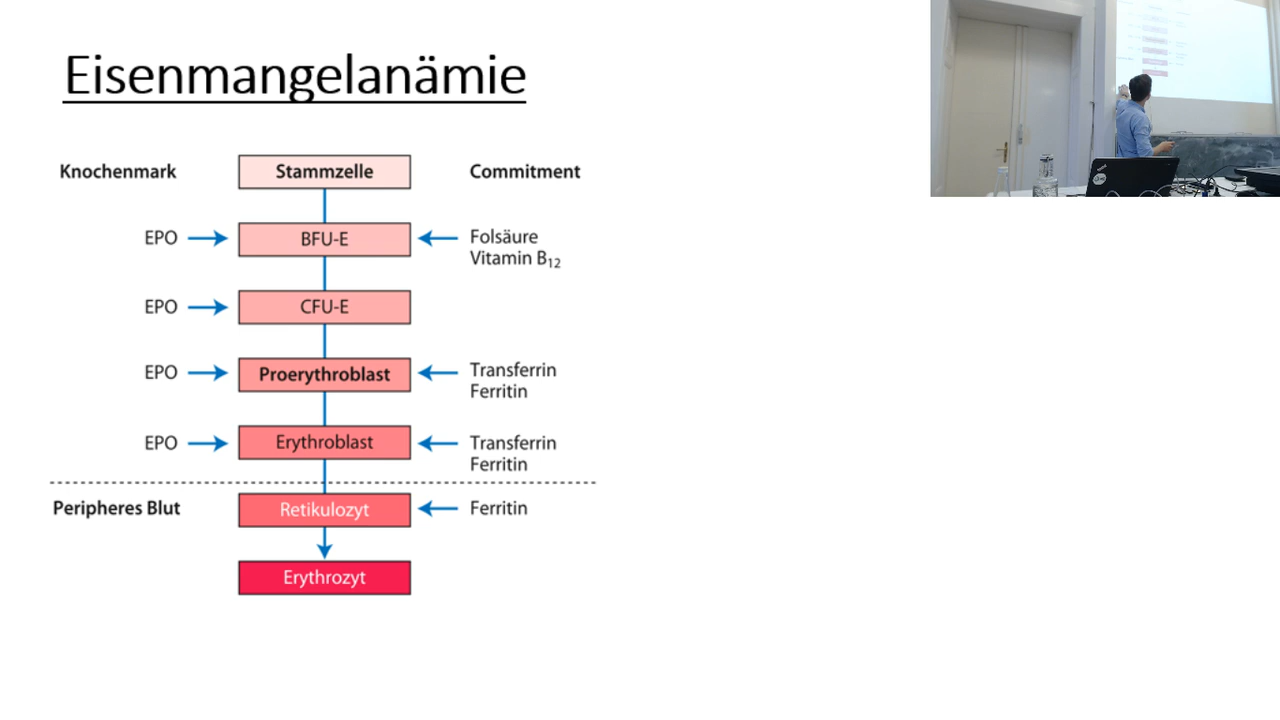 Eisenmangelanämie
Knochenmark Stammzelle Commitment
EPO BFU-E Folsäure
Vitamin B₁₂
EPO CFU-E
EPO Proerythroblast Transferrin
Ferritin
EPO Erythroblast Transferrin
Ferritin
Peripheres Blut Retikulozyt Ferritin
Erythrozyt